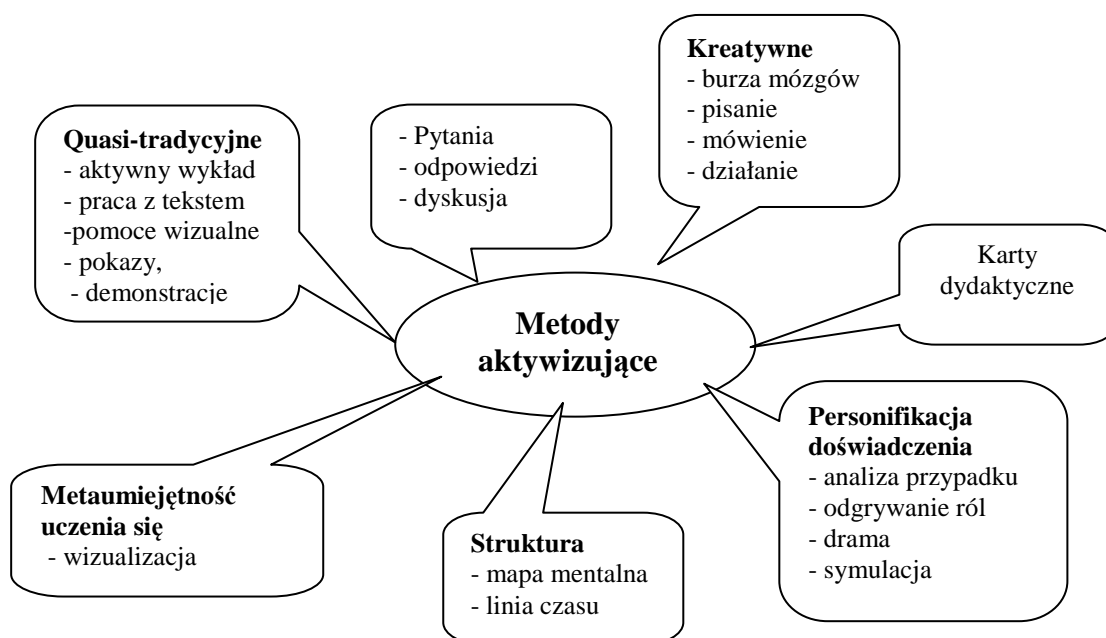 Kreatywne
- burza mózgów
- pisanie
- mówienie
- działanie
Quasi-tradycyjne
- aktywny wykład
- praca z tekstem
-pomoce wizualne
- pokazy,
- demonstracje
- Pytania
- odpowiedzi
- dyskusja
Karty
dydaktyczne
Metody
aktywizujące
Personifikacja
doświadczenia
- analiza przypadku
- odgrywanie ról
- drama
- symulacja
Metaumiejętność
uczenia się
- wizualizacja
Struktura
- mapa mentalna
- linia czasu